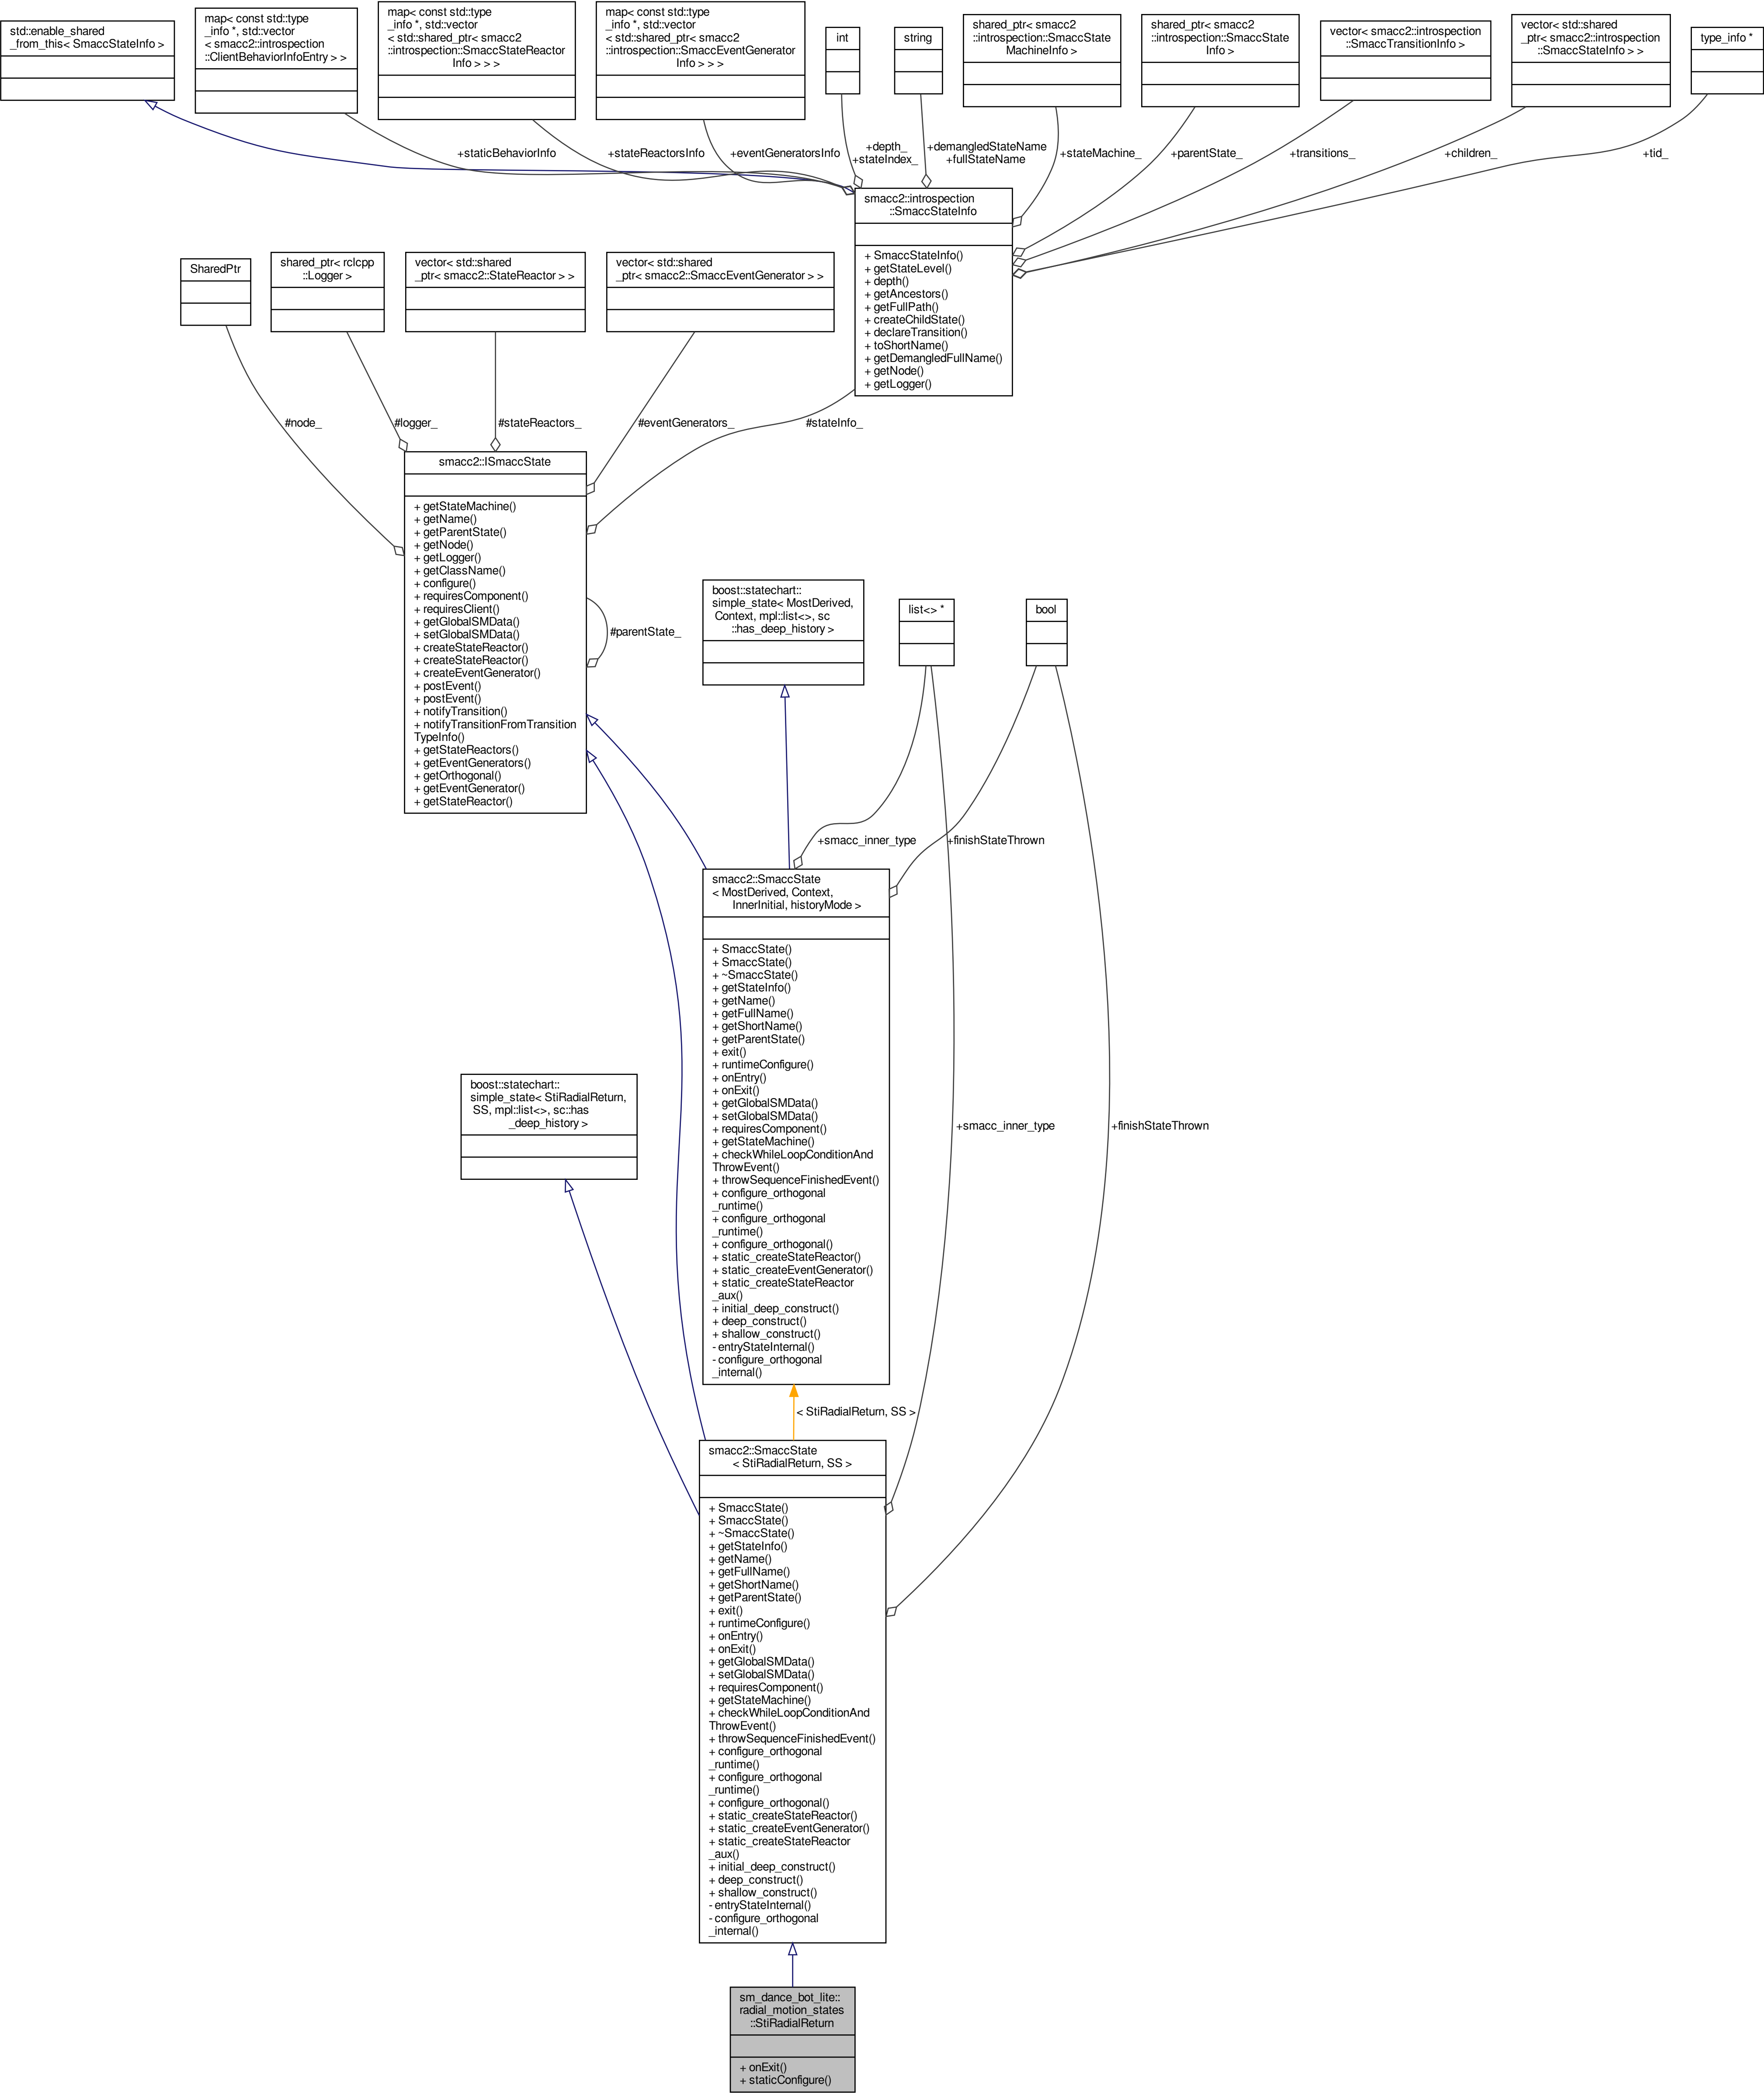 std::enable_shared
_from_this< SmaccStateInfo >
map< const std::type
_info *, std::vector
< smacc2::introspection
::ClientBehaviorInfoEntry > >
map< const std::type
_info *, std::vector
< std::shared_ptr< smacc2
::introspection::SmaccStateReactor
Info > > >
map< const std::type
_info *, std::vector
< std::shared_ptr< smacc2
::introspection::SmaccEventGenerator
Info > > >
int
string
shared_ptr< smacc2
::introspection::SmaccState
MachineInfo >
shared_ptr< smacc2
::introspection::SmaccState
Info >
vector< smacc2::introspection
::SmaccTransitionInfo >
vector< std::shared
_ptr< smacc2::introspection
::SmaccStateInfo > >
type_info *
+staticBehaviorInfo
+stateReactorsInfo
+eventGeneratorsInfo
+depth_
+stateIndex_
+demangledStateName
+fullStateName
+stateMachine_
+parentState_
+transitions_
+children_
+tid_
smacc2::introspection
::SmaccStateInfo
+ SmaccStateInfo()
+ getStateLevel()
+ depth()
+ getAncestors()
+ getFullPath()
+ createChildState()
+ declareTransition()
+ toShortName()
+ getDemangledFullName()
+ getNode()
+ getLogger()
SharedPtr
shared_ptr< rclcpp
::Logger >
vector< std::shared
_ptr< smacc2::StateReactor > >
vector< std::shared
_ptr< smacc2::SmaccEventGenerator > >
#node_
#logger_
#stateReactors_
#eventGenerators_
#stateInfo_
smacc2::ISmaccState
+ getStateMachine()
+ getName()
+ getParentState()
+ getNode()
+ getLogger()
+ getClassName()
+ configure()
+ requiresComponent()
+ requiresClient()
+ getGlobalSMData()
+ setGlobalSMData()
+ createStateReactor()
+ createStateReactor()
+ createEventGenerator()
+ postEvent()
+ postEvent()
+ notifyTransition()
+ notifyTransitionFromTransition
TypeInfo()
+ getStateReactors()
+ getEventGenerators()
+ getOrthogonal()
+ getEventGenerator()
+ getStateReactor()
#parentState_
boost::statechart::
simple_state< MostDerived,
Context, mpl::list<>, sc
::has_deep_history >
list<> *
bool
+smacc_inner_type
+finishStateThrown
smacc2::SmaccState
< MostDerived, Context,
InnerInitial, historyMode >
+ SmaccState()
+ SmaccState()
+ ~SmaccState()
+ getStateInfo()
+ getName()
+ getFullName()
+ getShortName()
+ getParentState()
+ exit()
+ runtimeConfigure()
+ onEntry()
+ onExit()
+ getGlobalSMData()
+ setGlobalSMData()
+ requiresComponent()
+ getStateMachine()
+ checkWhileLoopConditionAnd
ThrowEvent()
+ throwSequenceFinishedEvent()
+ configure_orthogonal
_runtime()
+ configure_orthogonal
_runtime()
+ configure_orthogonal()
+ static_createStateReactor()
+ static_createEventGenerator()
+ static_createStateReactor
_aux()
+ initial_deep_construct()
+ deep_construct()
+ shallow_construct()
- entryStateInternal()
- configure_orthogonal
_internal()
boost::statechart::
simple_state< StiRadialReturn,
SS, mpl::list<>, sc::has
_deep_history >
+smacc_inner_type
+finishStateThrown
< StiRadialReturn, SS >
smacc2::SmaccState
< StiRadialReturn, SS >
+ SmaccState()
+ SmaccState()
+ ~SmaccState()
+ getStateInfo()
+ getName()
+ getFullName()
+ getShortName()
+ getParentState()
+ exit()
+ runtimeConfigure()
+ onEntry()
+ onExit()
+ getGlobalSMData()
+ setGlobalSMData()
+ requiresComponent()
+ getStateMachine()
+ checkWhileLoopConditionAnd
ThrowEvent()
+ throwSequenceFinishedEvent()
+ configure_orthogonal
_runtime()
+ configure_orthogonal
_runtime()
+ configure_orthogonal()
+ static_createStateReactor()
+ static_createEventGenerator()
+ static_createStateReactor
_aux()
+ initial_deep_construct()
+ deep_construct()
+ shallow_construct()
- entryStateInternal()
- configure_orthogonal
_internal()
sm_dance_bot_lite::
radial_motion_states
::StiRadialReturn
+ onExit()
+ staticConfigure()